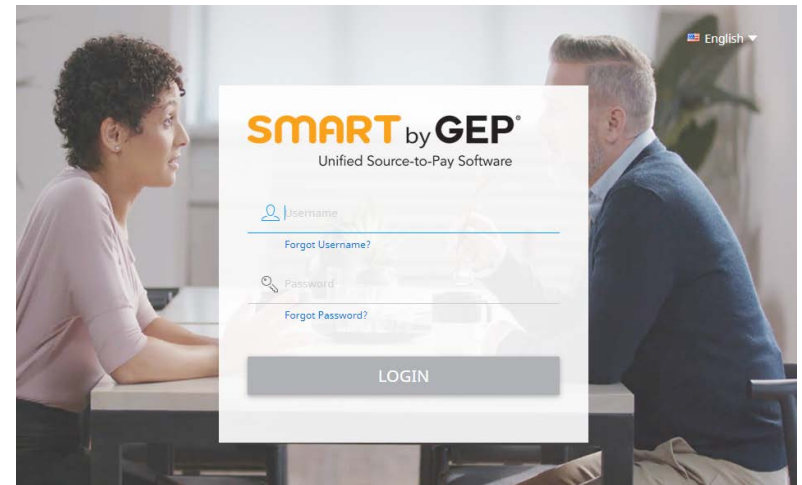 English
SMART by GEP®
Unified Source-to-Pay Software
Username
Forgot Username?
Password
Forgot Password?
LOGIN